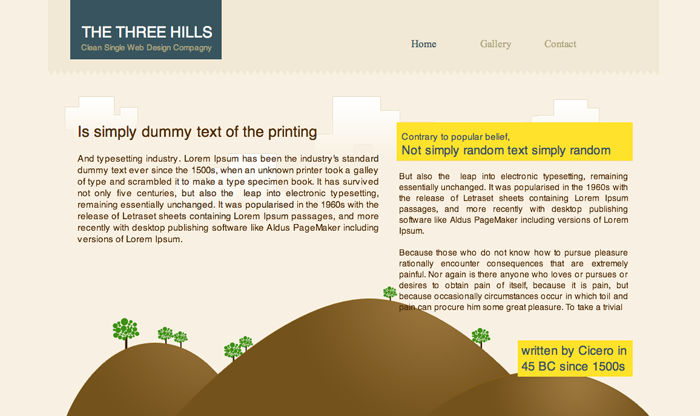 THE THREE HILLS
Clean Single Web Design Compagny
Home Gallery Contact
Is simply dummy text of the printing
And typesetting industry. Lorem Ipsum has been the industry's standard
dummy text ever since the 1500s, when an unknown printer took a galley
of type and scrambled it to make a type specimen book. It has survived
not only five centuries, but also the leap into electronic typesetting,
remaining essentially unchanged. It was popularised in the 1960s with the
release of Letraset sheets containing Lorem Ipsum passages, and more
recently with desktop publishing software like Aldus PageMaker including
versions of Lorem Ipsum.
Contrary to popular belief,
Not simply random text simply random
But also the leap into electronic typesetting, remaining
essentially unchanged. It was popularised in the 1960s with
the release of Letraset sheets containing Lorem Ipsum
passages, and more recently with desktop publishing
software like Aldus PageMaker including versions of Lorem
Ipsum.
Because those who do not know how to pursue pleasure
rationally encounter consequences that are extremely
painful. Nor again is there anyone who loves or pursues or
desires to obtain pain of itself, because it is pain, but
because occasionally circumstances occur in which toil and
pain can procure him some great pleasure. To take a trivial
written by Cicero in
45 BC since 1500s